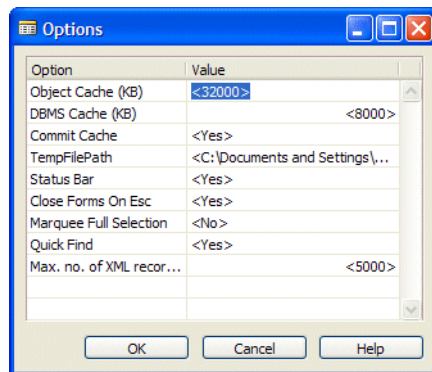 Options
Option Value
Object Cache (KB) <32000>
DBMS Cache (KB) <8000>
Commit Cache <Yes>
TempFilePath <C:\Documents and Settings\...
Status Bar <Yes>
Close Forms On Esc <Yes>
Marquee Full Selection <No>
Quick Find <Yes>
Max. no. of XML recor... <5000>
OK Cancel Help